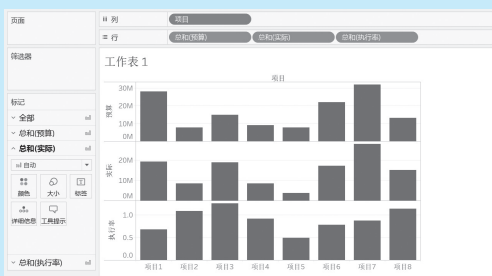 页面
筛选器
标记
全部
总和(预算)
总和(实际)
自动
颜色 大小 标签
详细信息 工具提示
总和(执行率)
iii 列 项目
行 总和(预算) 总和(实际) 总和(执行率)
工作表 1
项目
预算
30M
20M
10M
0M
实际
20M
10M
0M
执行率
1.0
0.5
0.0
项目1 项目2 项目3 项目4 项目5 项目6 项目7 项目8